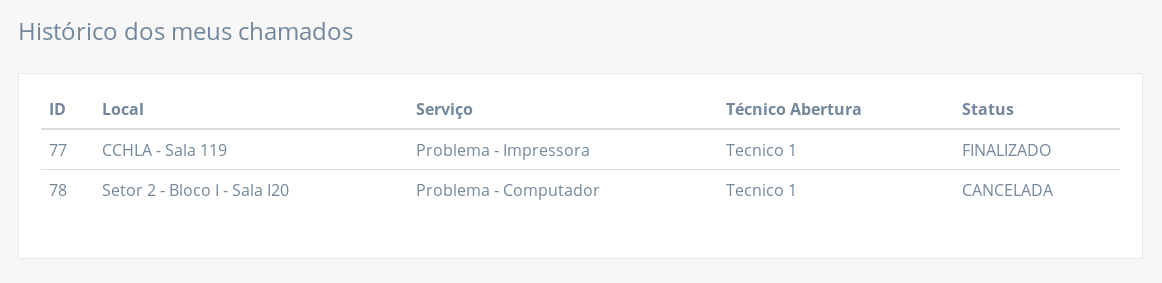 Histórico dos meus chamados
ID Local Serviço Técnico Abertura Status
77 CCHLA - Sala 119 Problema - Impressora Tecnico 1 FINALIZADO
78 Setor 2 - Bloco I - Sala I20 Problema - Computador Tecnico 1 CANCELADA